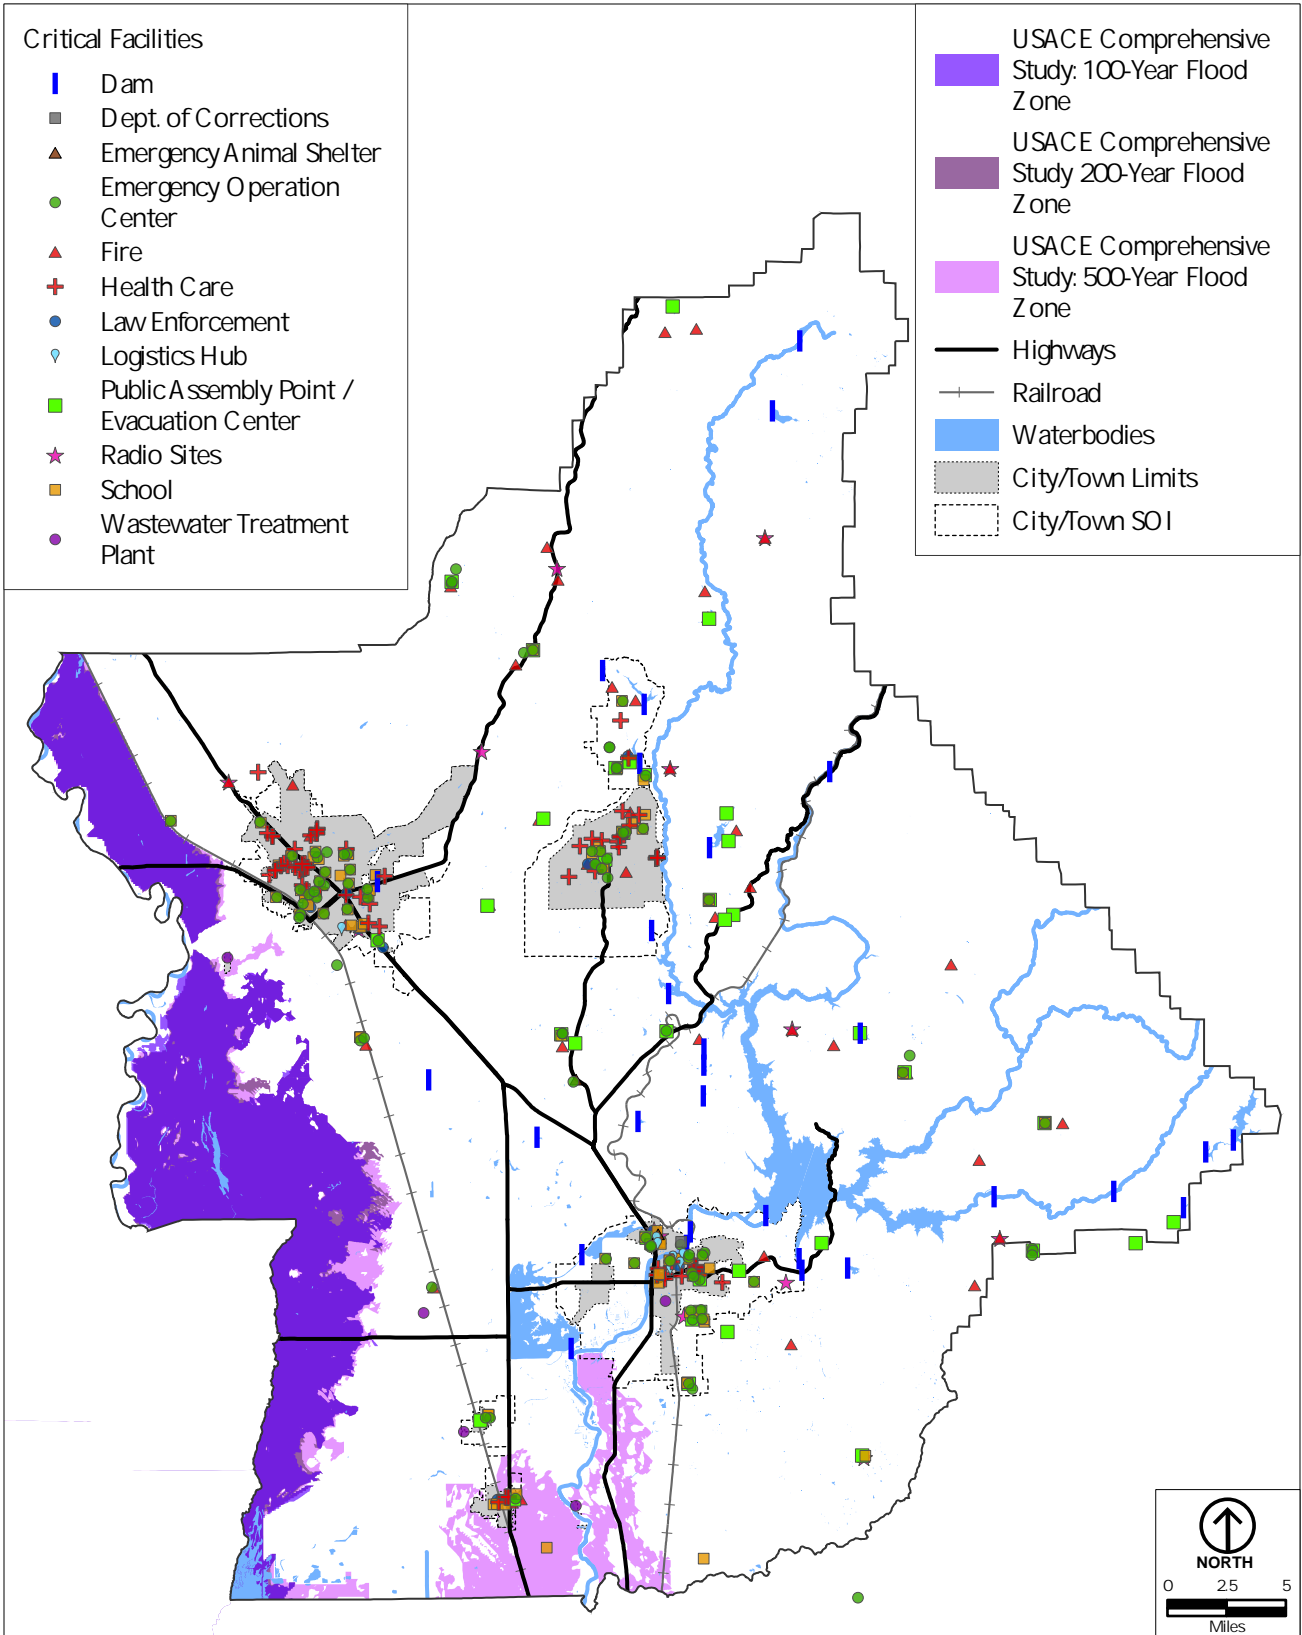 Critical Facilities
Dam
Dept. of Corrections
Emergency Animal Shelter
Emergency Operation
Center
Fire
Health Care
Law Enforcement
Logistics Hub
Public Assembly Point /
Evacuation Center
Radio Sites
School
Wastewater Treatment
Plant
USACE Comprehensive
Study: 100-Year Flood
Zone
USACE Comprehensive
Study 200-Year Flood
Zone
USACE Comprehensive
Study: 500-Year Flood
Zone
Highways
Railroad
Waterbodies
City/Town Limits
City/Town SOI
NORTH
0 2.5 5
Miles